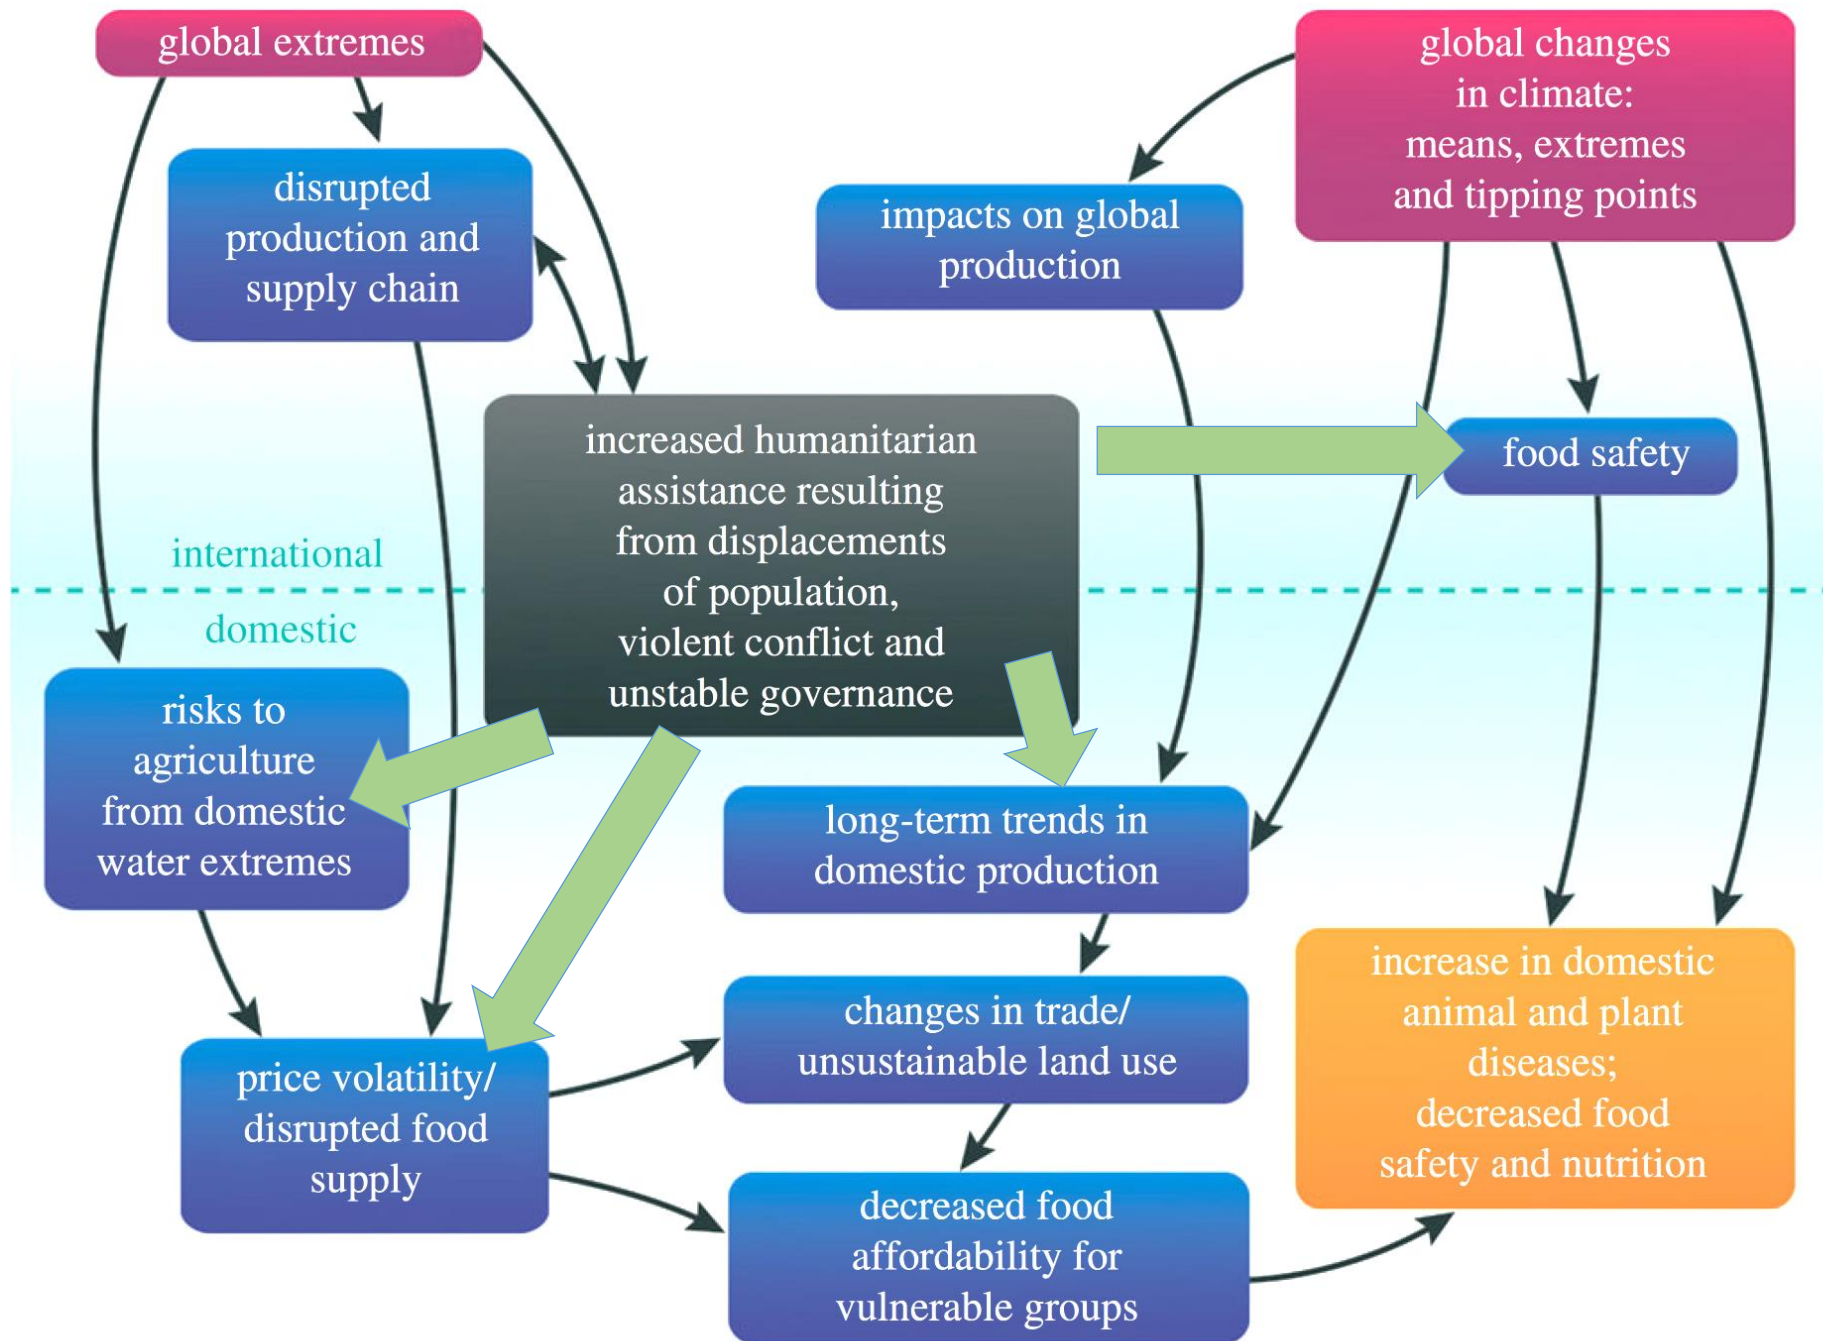 global extremes
global changes
in climate:
means, extremes
and tipping points
disrupted
production and
supply chain
impacts on global
production
increased humanitarian
assistance resulting
from displacements
of population,
violent conflict and
unstable governance
food safety
international
domestic
risks to
agriculture
from domestic
water extremes
long-term trends in
domestic production
increase in domestic
animal and plant
diseases;
decreased food
safety and nutrition
changes in trade/
unsustainable land use
price volatility/
disrupted food
supply
decreased food
affordability for
vulnerable groups